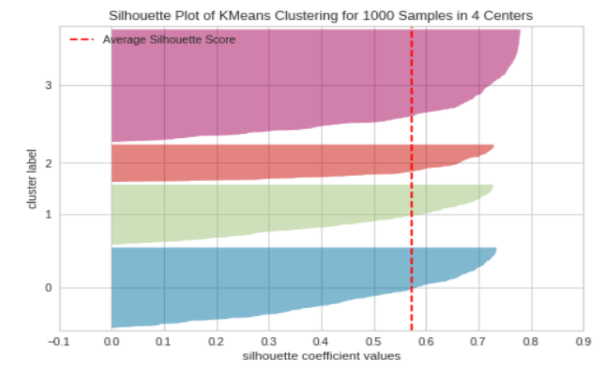 Silhouette Plot of KMeans Clustering for 1000 Samples in 4 Centers
Average Silhouette Score
3
2
1
0
cluster label
−0.1 0.0 0.1 0.2 0.3 0.4 0.5 0.6 0.7 0.8 0.9
silhouette coefficient values